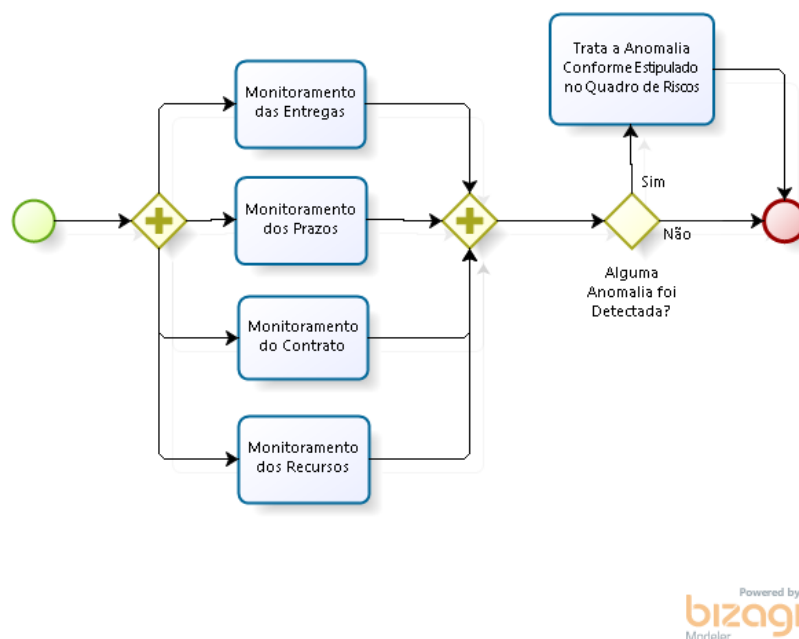 Monitoramento
das Entregas
Monitoramento
dos Prazos
Monitoramento
do Contrato
Monitoramento
dos Recursos
Trata a Anomalia
Conforme Estipulado
no Quadro de Riscos
Sim
Não
Alguma
Anomalia foi
Detectada?
Powered by
bizagi
Modeler